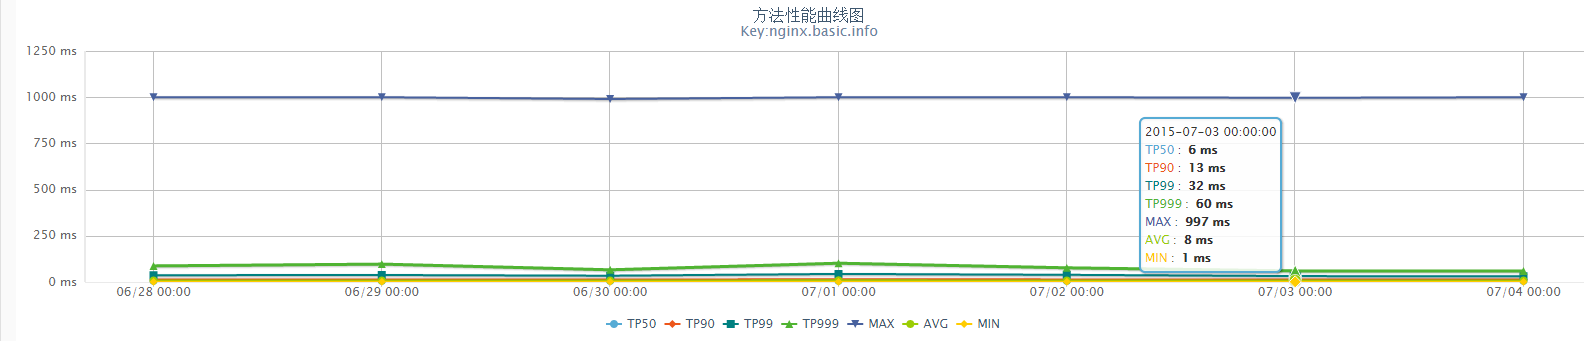 方法性能曲线图
Key:nginx.basic.info
1250 ms
1000 ms
750 ms
500 ms
250 ms
0 ms
2015-07-03 00:00:00
TP50 : 6 ms
TP90 : 13 ms
TP99 : 32 ms
TP999 : 60 ms
MAX : 997 ms
AVG : 8 ms
MIN : 1 ms
06/28 00:00 06/29 00:00 06/30 00:00 07/01 00:00 07/02 00:00 07/03 00:00 07/04 00:00
TP50 TP90 TP99 TP999 MAX AVG MIN